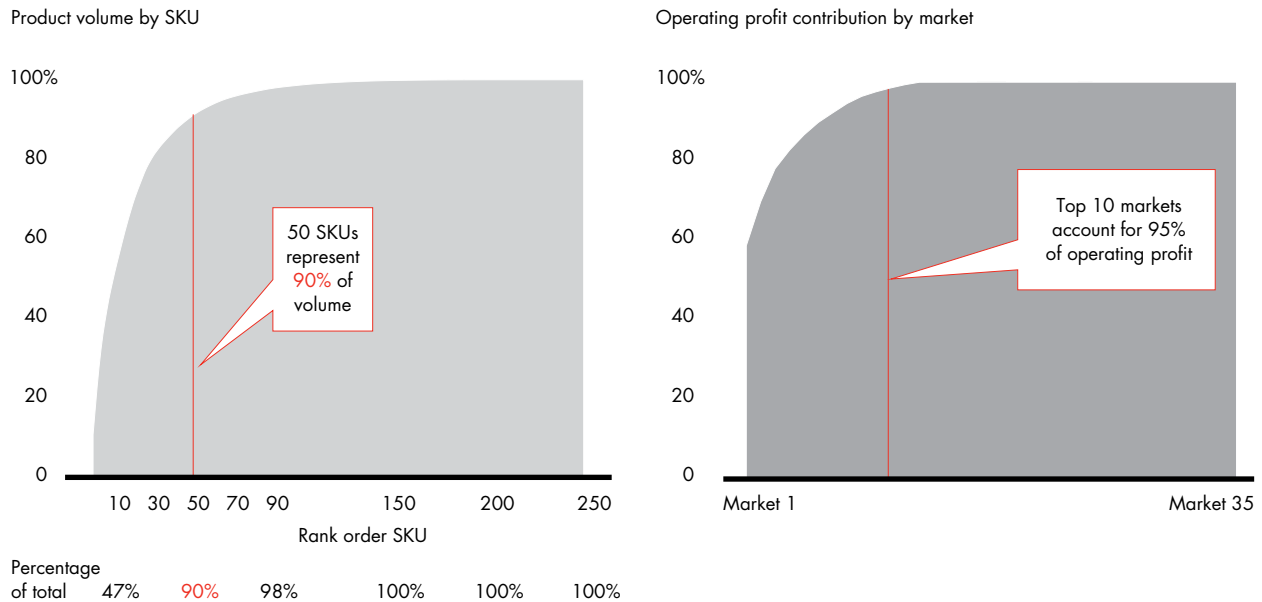 Product volume by SKU
100%
80
60
40
20
0
50 SKUs
represent
90% of
volume
10 30 50 70 90 150 200 250
Rank order SKU
Percentage
of total 47% 90% 98% 100% 100% 100%
Operating profit contribution by market
100%
80
60
40
20
0
Top 10 markets
account for 95%
of operating profit
Market 1 Market 35